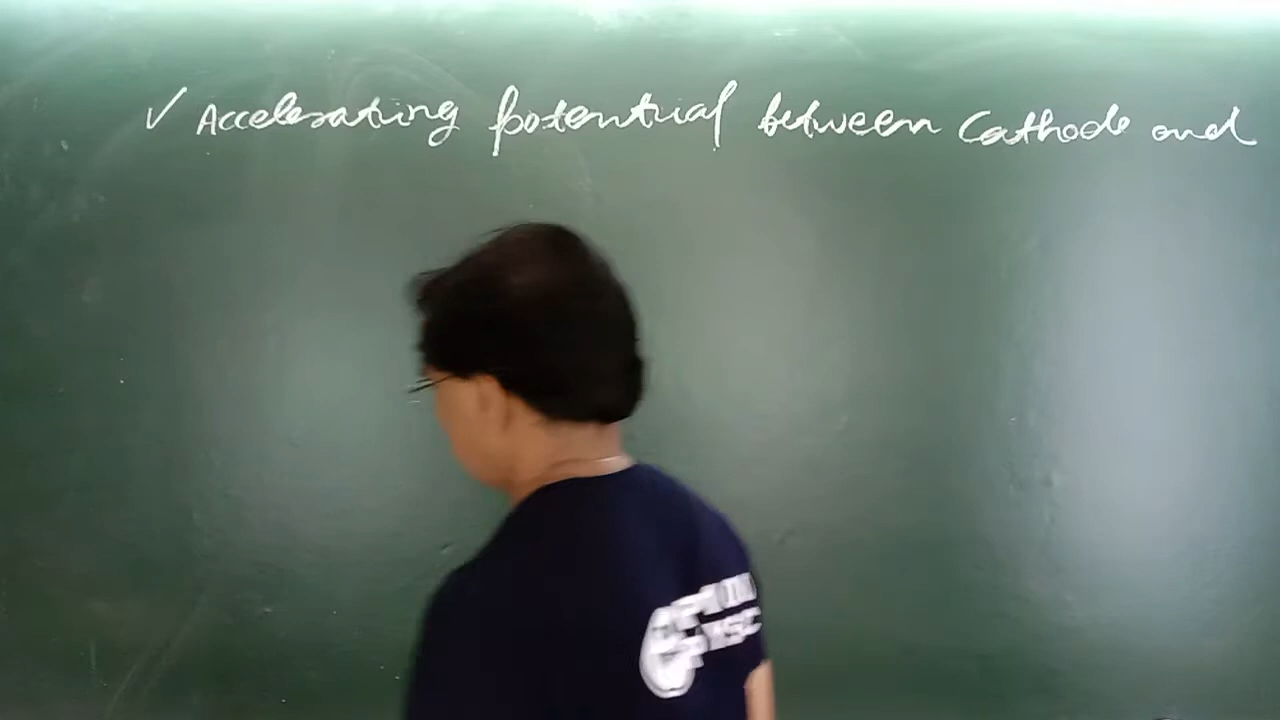 ✓ Accelerating potential between Cathode and